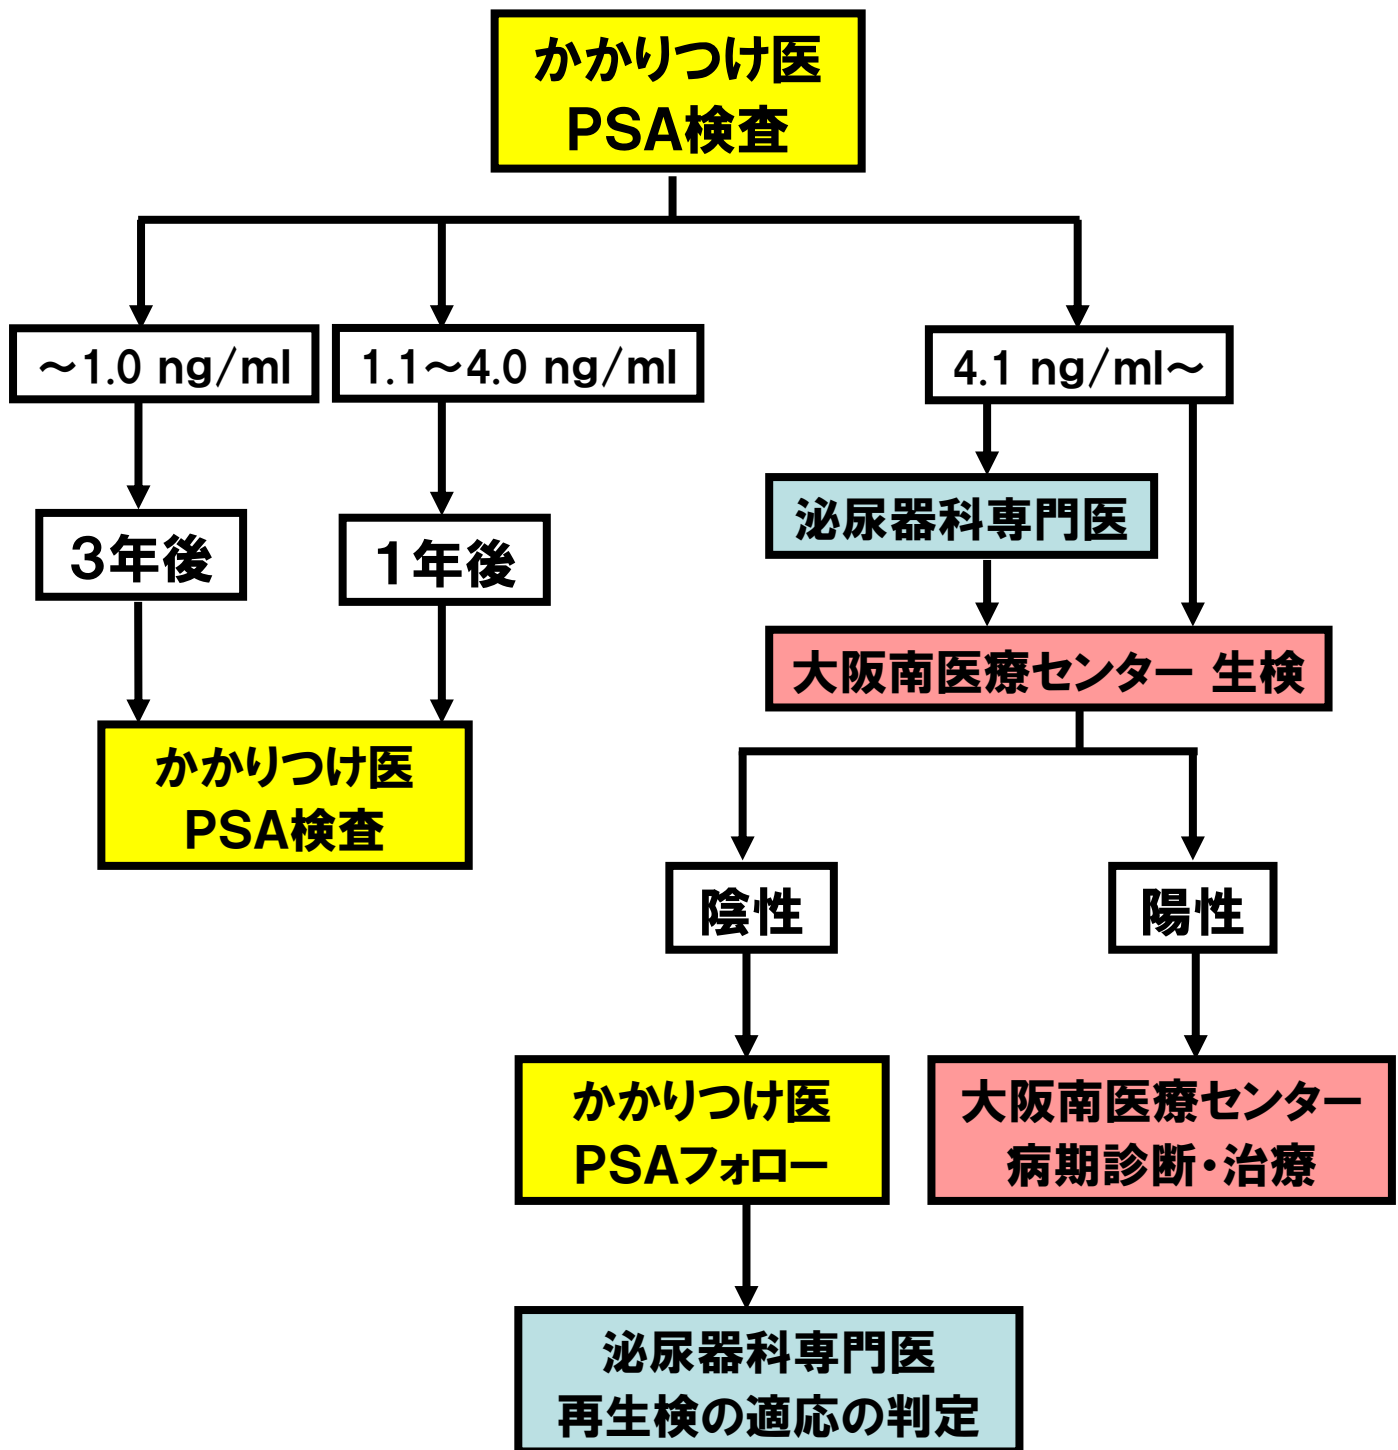 かかりつけ医
PSA検査
～1.0 ng/ml
1.1～4.0 ng/ml
4.1 ng/ml～
泌尿器科専門医
３年後
１年後
大阪南医療センター 生検
かかりつけ医
PSA検査
陰性
陽性
かかりつけ医
PSAフォロー
大阪南医療センター
病期診断・治療
泌尿器科専門医
再生検の適応の判定